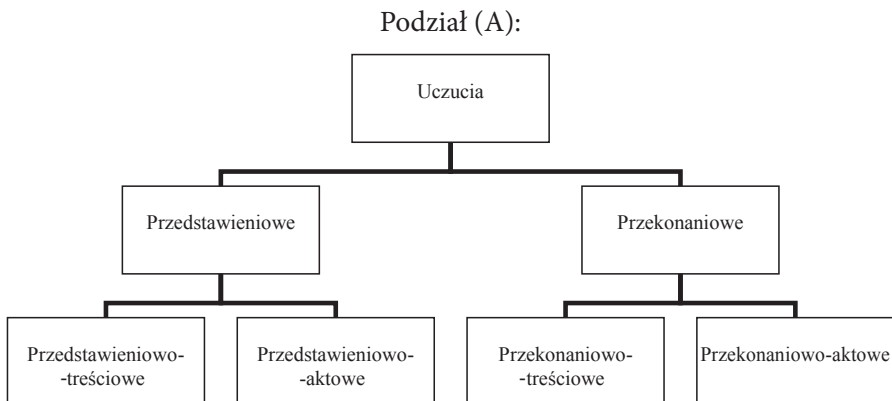 Podział (A):
Uczucia
Przedstawieniowe
Przekonaniowe
Przedstawieniowo-
-treściowe
Przedstawieniowo-
-aktowe
Przekonaniowo-
-treściowe
Przekonaniowo-aktowe